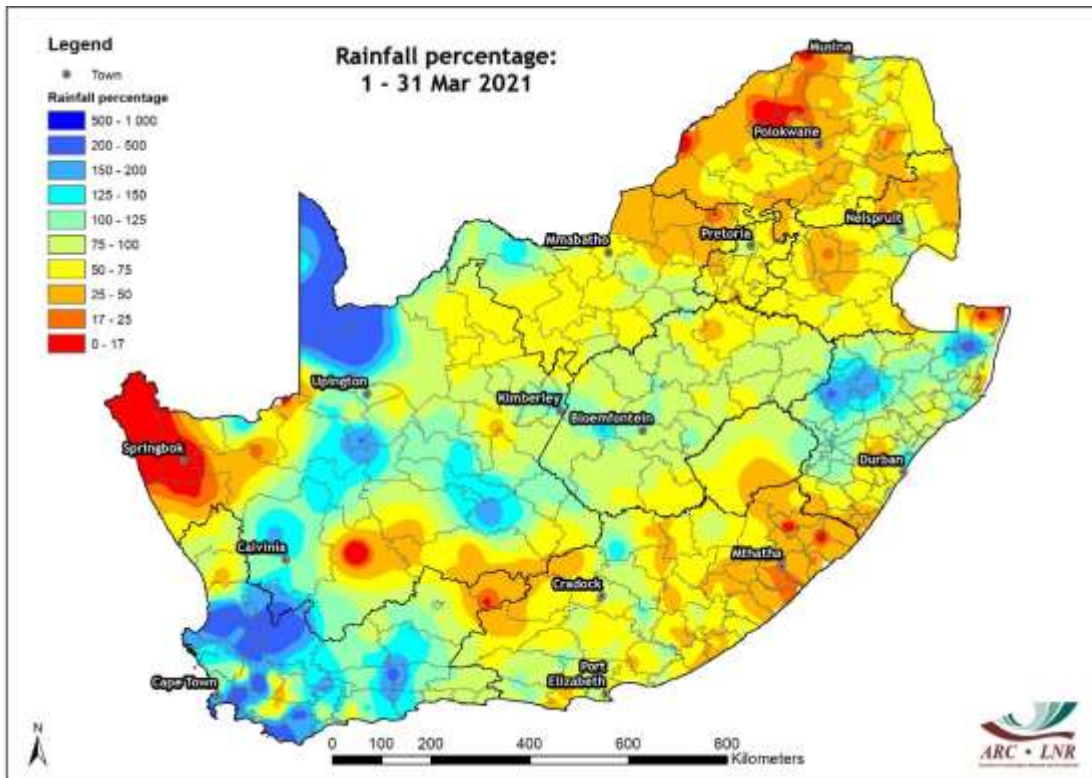 Legend
Town
Rainfall percentage
500 - 1 000
200 - 500
150 - 200
125 - 150
100 - 125
75 - 100
50 - 75
25 - 50
17 - 25
0 - 17
Rainfall percentage:
1 - 31 Mar 2021
Musina
Polokwane
Nelspruit
Pretoria
Mmabatho
Upington
Kimberley
Bloemfontein
Springbok
Durban
Calvinia
Mthatha
Cradock
Port
Elizabeth
Cape Town
N
0 100 200 400 600 800
Kilometers
ARC • LNR